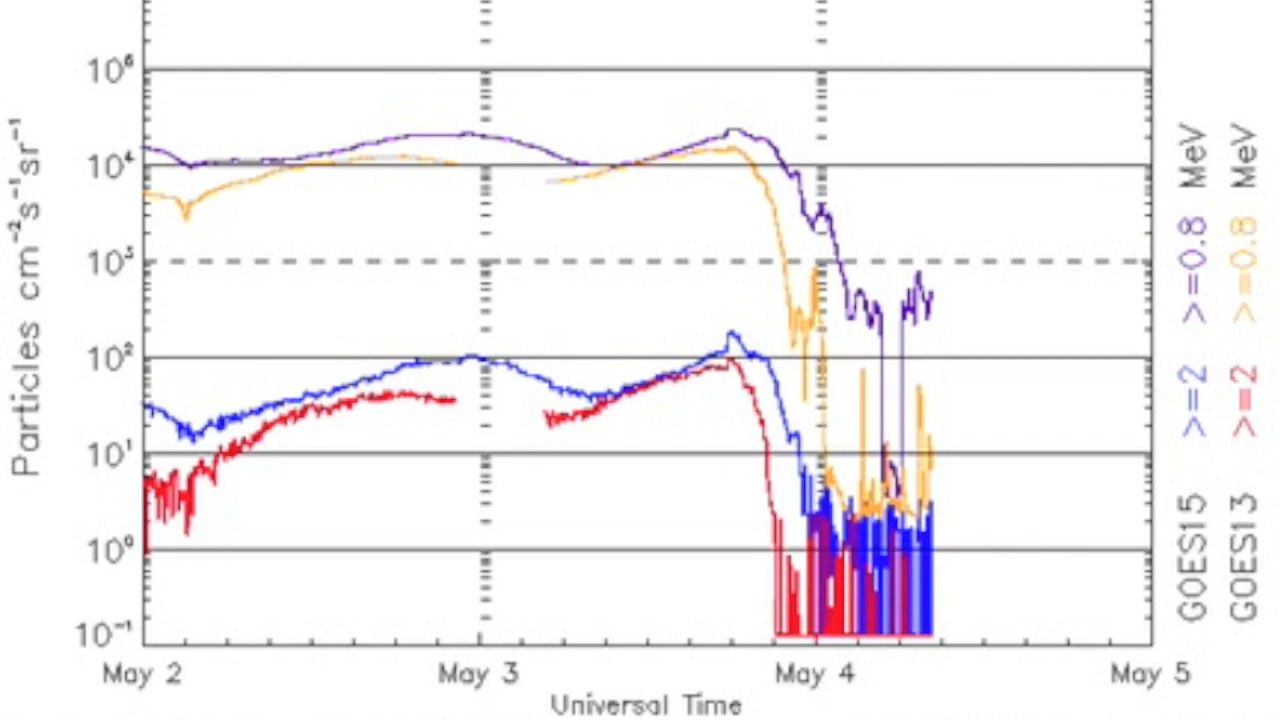 10⁶
10⁴
10³
10²
10¹
10⁰
10⁻¹
Particles cm⁻²s⁻¹sr⁻¹
May 2 May 3 May 4 May 5
Universal Time
GOES15 >=2 >=0.8 MeV
GOES13 >=2 >=0.8 MeV